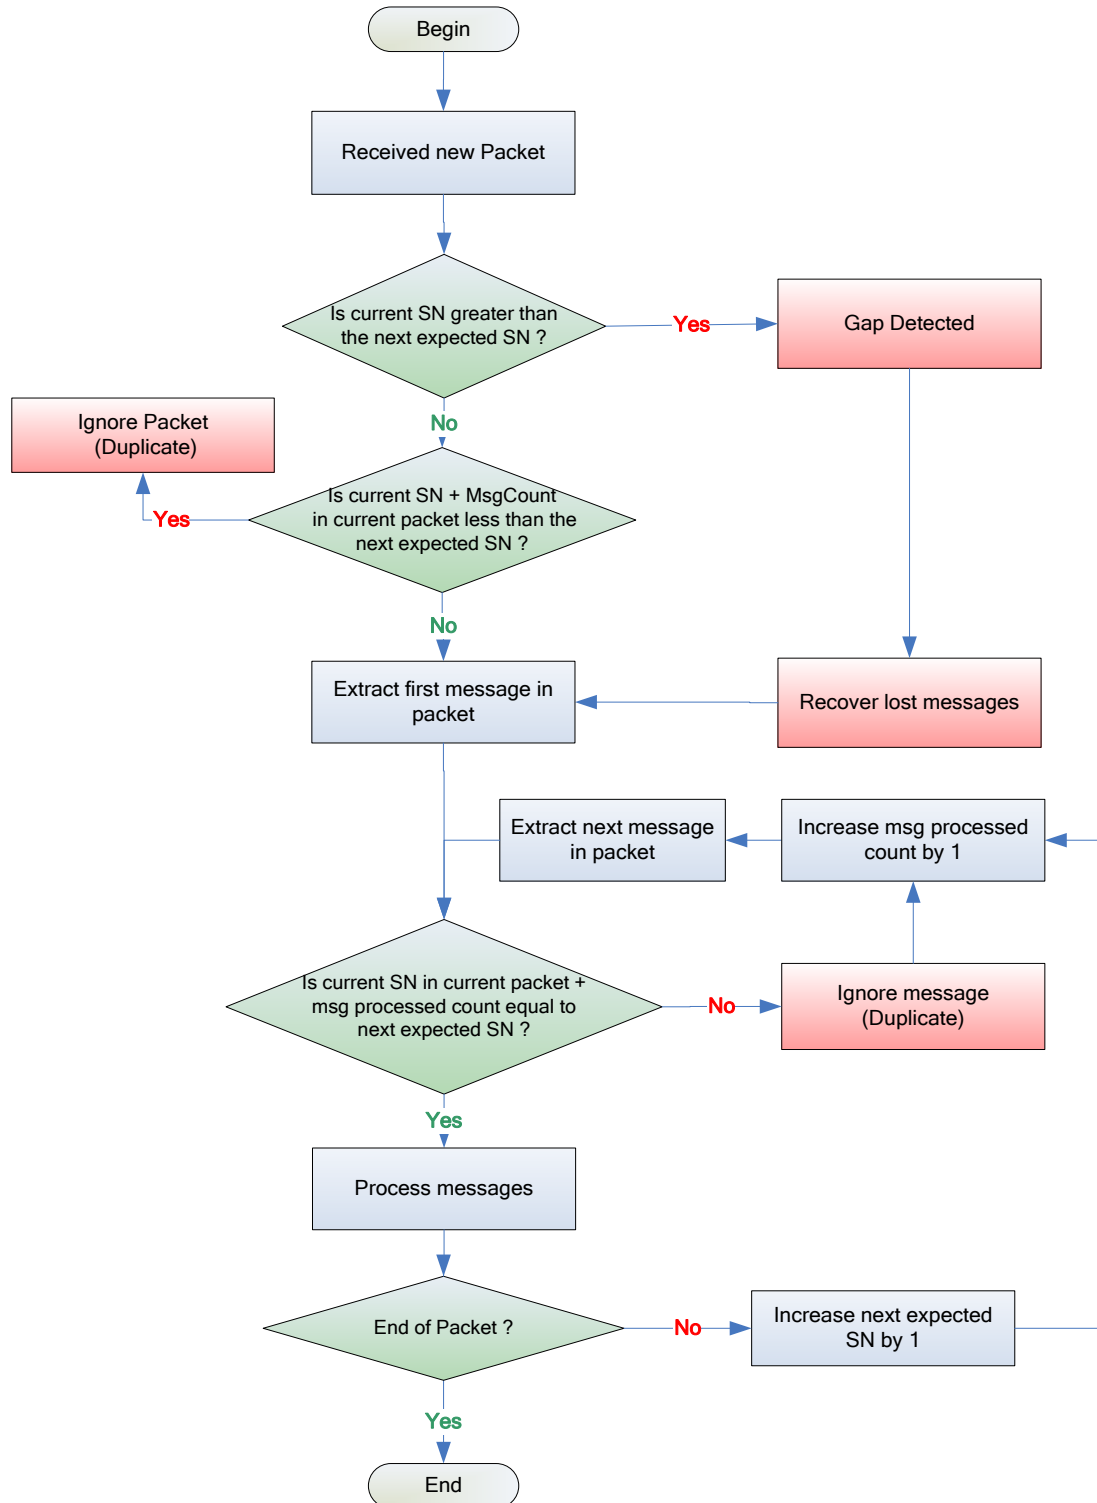 Begin
Received new Packet
Is current SN greater than
the next expected SN ?
Yes
Gap Detected
No
Ignore Packet
(Duplicate)
Is current SN + MsgCount
in current packet less than the
next expected SN ?
Yes
No
Extract first message in
packet
Recover lost messages
Extract next message
in packet
Increase msg processed
count by 1
Is current SN in current packet +
msg processed count equal to
next expected SN ?
No
Ignore message
(Duplicate)
Yes
Process messages
End of Packet ?
No
Increase next expected
SN by 1
Yes
End